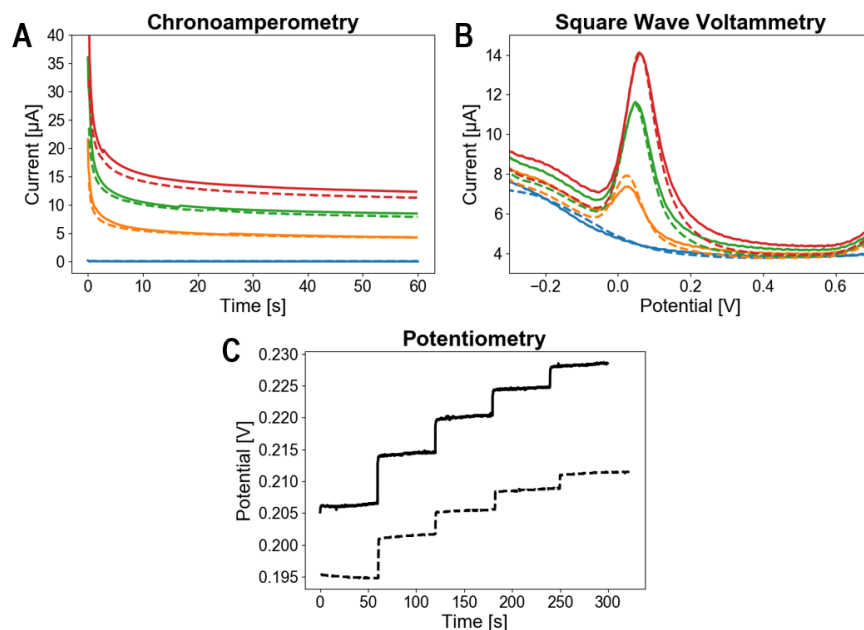 A
Chronoamperometry
40
35
30
25
20
15
10
5
0
Current [µA]
0 10 20 30 40 50 60
Time [s]
B
Square Wave Voltammetry
14
12
10
8
6
4
Current [µA]
−0.2 0.0 0.2 0.4 0.6
Potential [V]
C
Potentiometry
0.230
0.225
0.220
0.215
0.210
0.205
0.200
0.195
Potential [V]
0 50 100 150 200 250 300
Time [s]